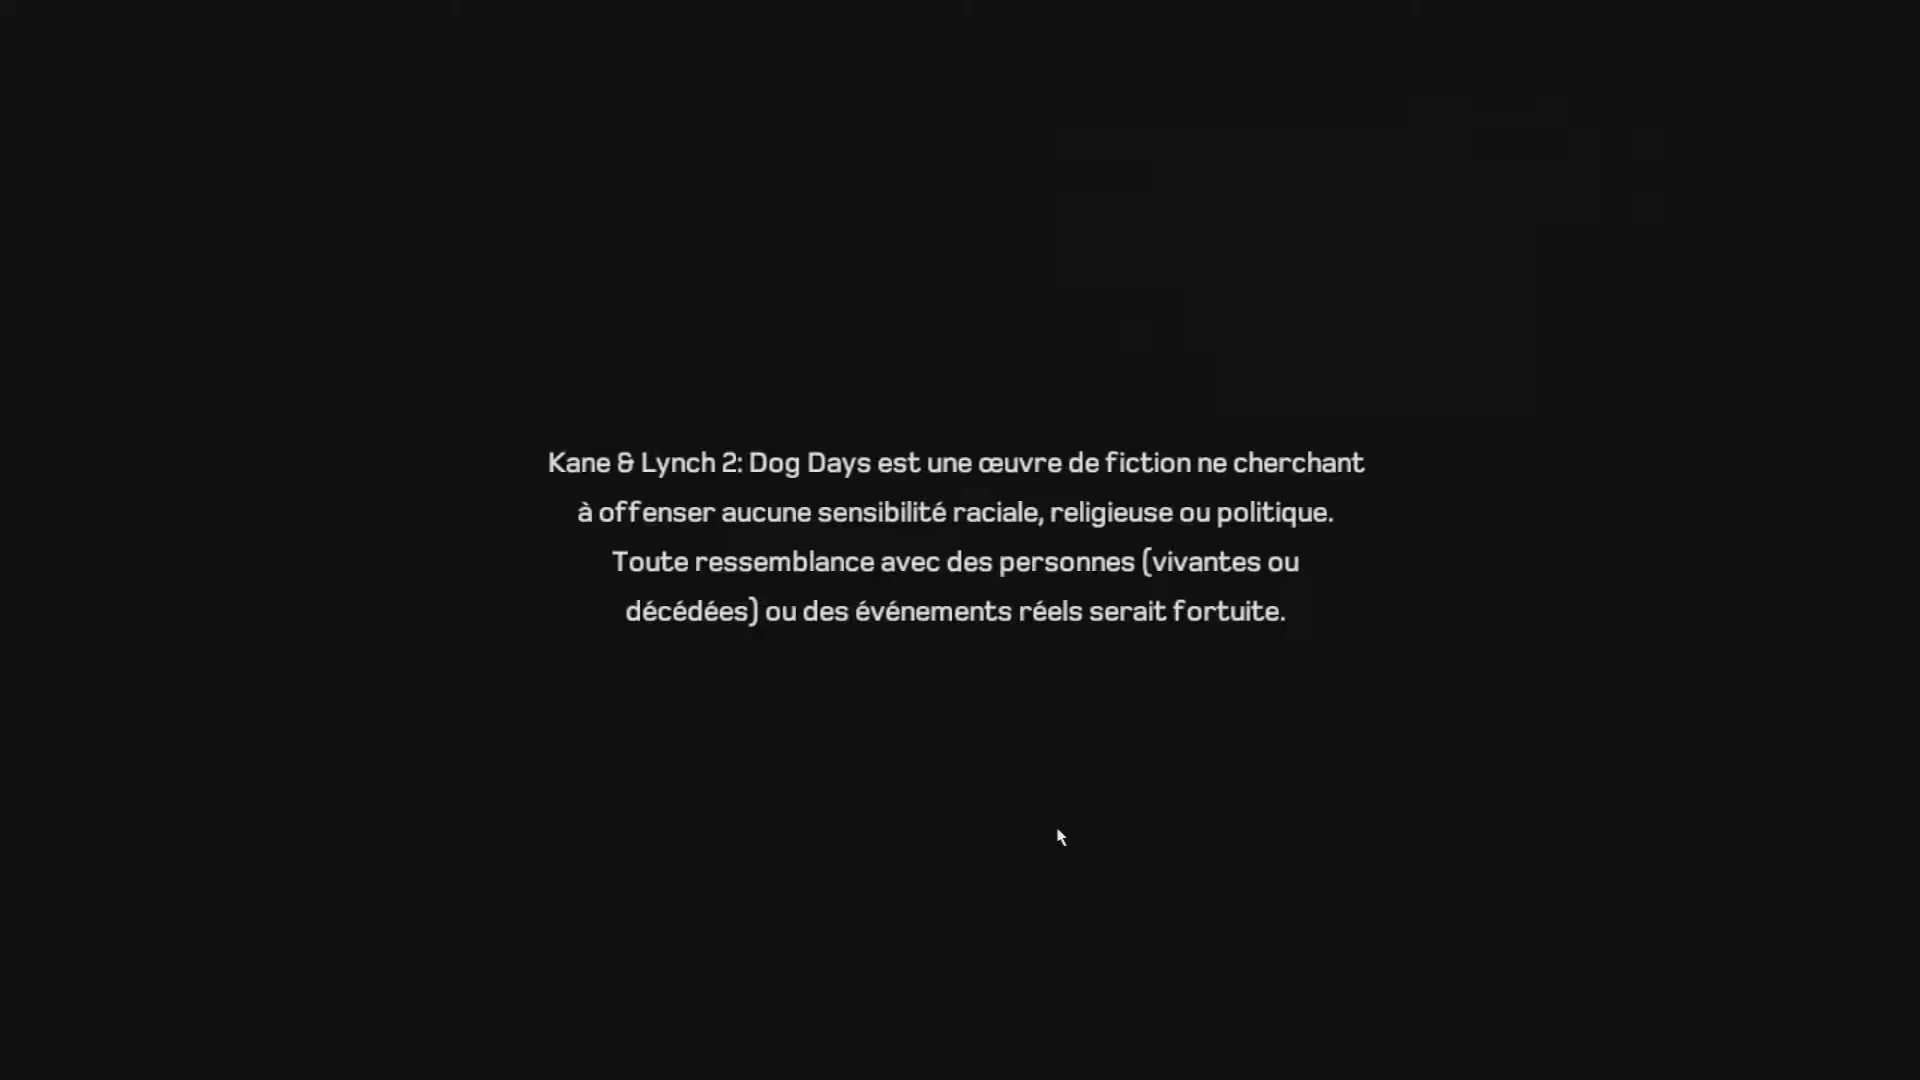 Kane & Lynch 2: Dog Days est une œuvre de fiction ne cherchant
à offenser aucune sensibilité raciale, religieuse ou politique.
Toute ressemblance avec des personnes (vivantes ou
décédées) ou des événements réels serait fortuite.